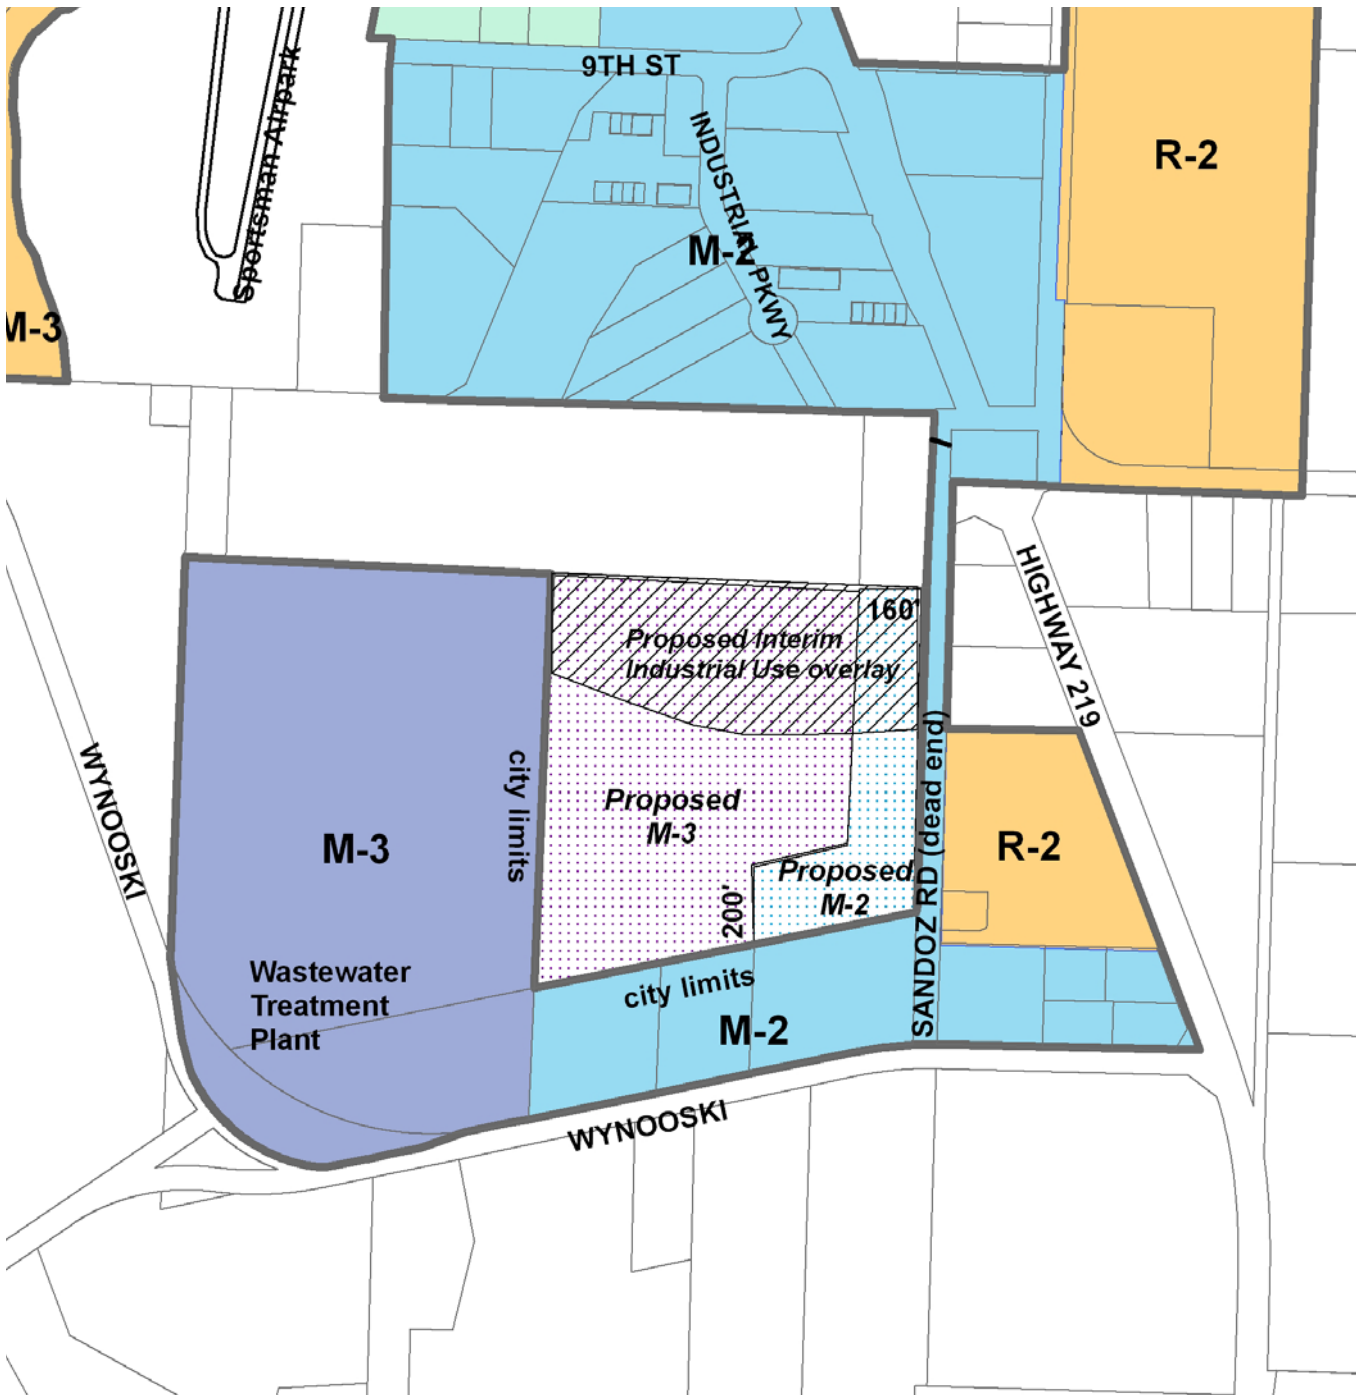 9TH ST
Sportsman Airpark
INDUSTRIAL PKWY
R-2
M-2
M-3
160'
Proposed Interim
Industrial Use overlay
HIGHWAY 219
WYNOOSKI
city limits
Proposed
M-3
SANDOZ RD (dead end)
M-3
R-2
Proposed
M-2
200'
Wastewater
Treatment
Plant
city limits
M-2
WYNOOSKI